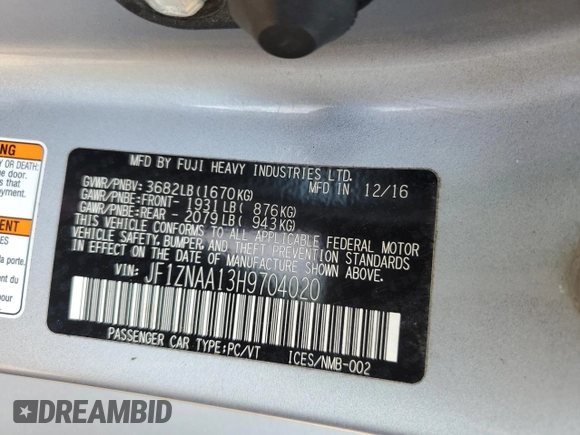 MFD BY FUJI HEAVY INDUSTRIES LTD.
GVWR/PNBV: 3682LB(1670KG) MFD IN 12/16
GAWR/PNBE:FRONT- 1931LB( 876KG)
GAWR/PNBE:REAR - 2079LB( 943KG)
THIS VEHICLE CONFORMS TO ALL APPLICABLE FEDERAL MOTOR
VEHICLE SAFETY, BUMPER, AND THEFT PREVENTION STANDARDS
IN EFFECT ON THE DATE OF MANUFACTURE SHOWN ABOVE.
VIN: JF1ZNAA13H9704020
PASSENGER CAR TYPE:PC/VT ICES/NMB-002
OR DEATH:
door.
DREAMBID